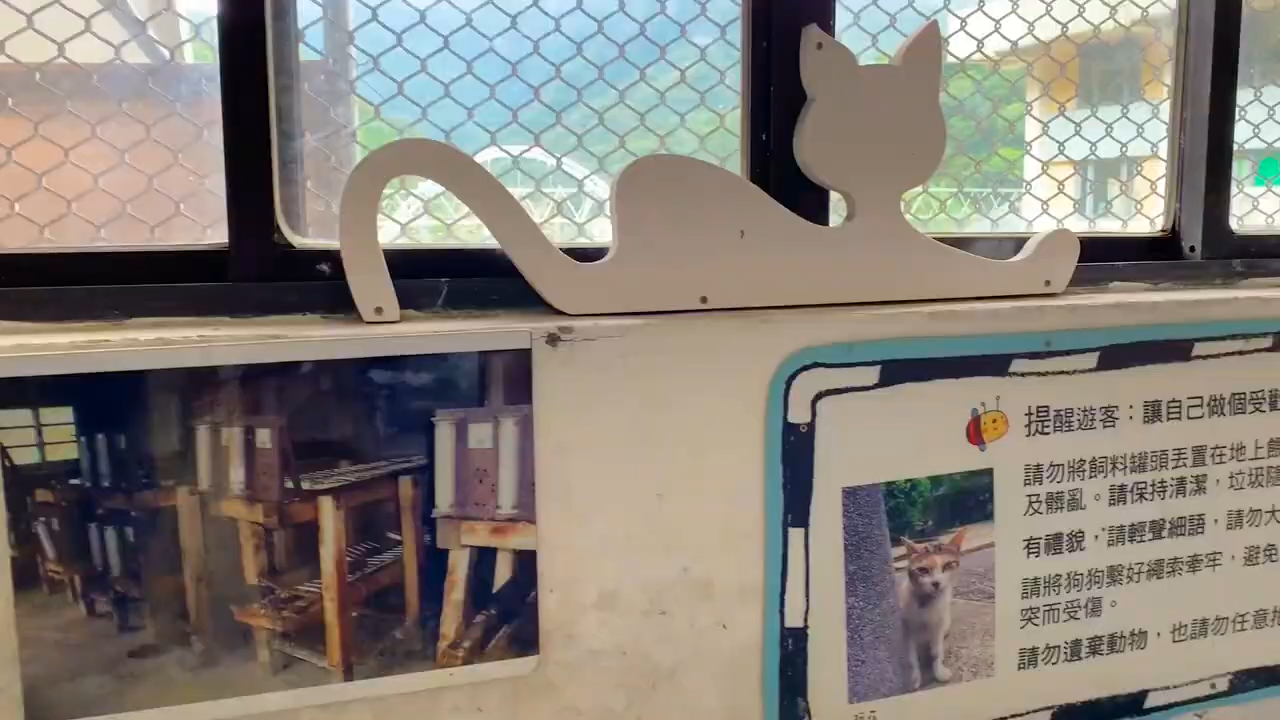 提醒遊客：讓自己做個受歡
請勿將飼料罐頭丟置在地上
及髒亂。請保持清潔，垃圾
有禮貌，請輕聲細語，請勿大
請將狗狗繫好繩索牽牢，避免
突而受傷。
請勿遺棄動物，也請勿任意